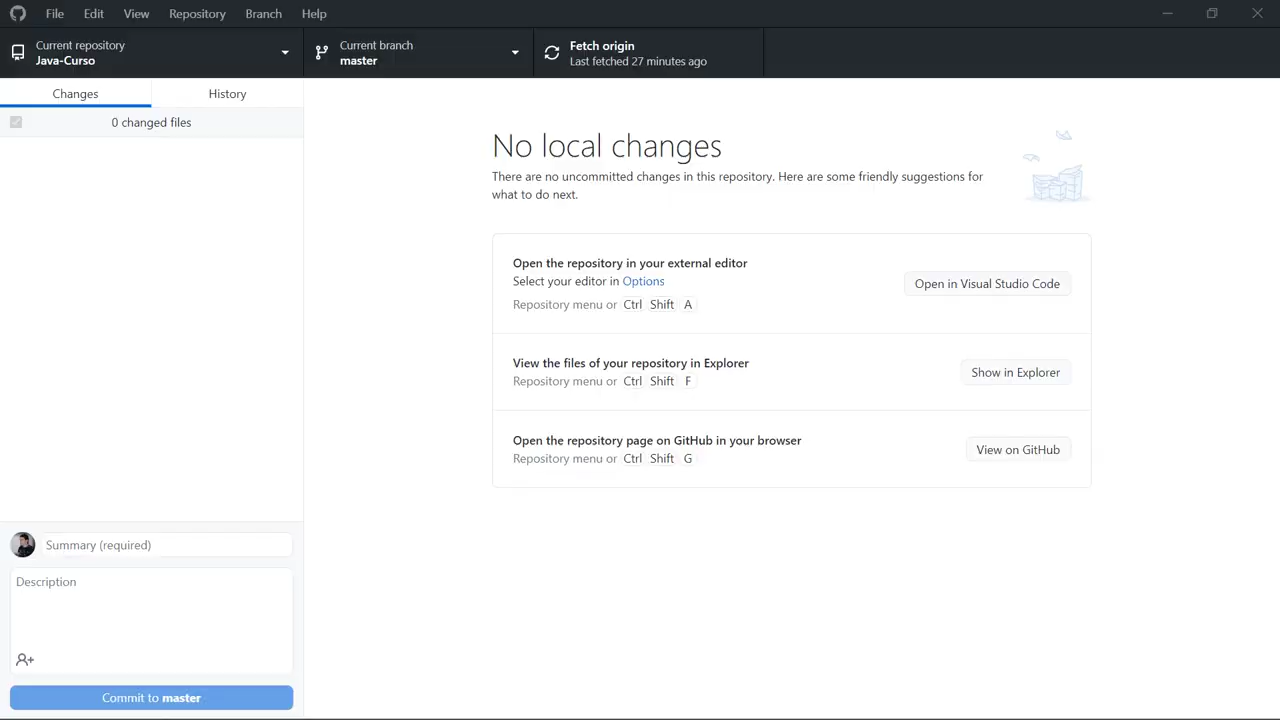 File Edit View Repository Branch Help
Current repository
Java-Curso
Current branch
master
Fetch origin
Last fetched 27 minutes ago
Changes
History
0 changed files
No local changes
There are no uncommitted changes in this repository. Here are some friendly suggestions for
what to do next.
Open the repository in your external editor
Select your editor in Options
Repository menu or Ctrl Shift A
Open in Visual Studio Code
View the files of your repository in Explorer
Repository menu or Ctrl Shift F
Show in Explorer
Open the repository page on GitHub in your browser
Repository menu or Ctrl Shift G
View on GitHub
Summary (required)
Description
Commit to master